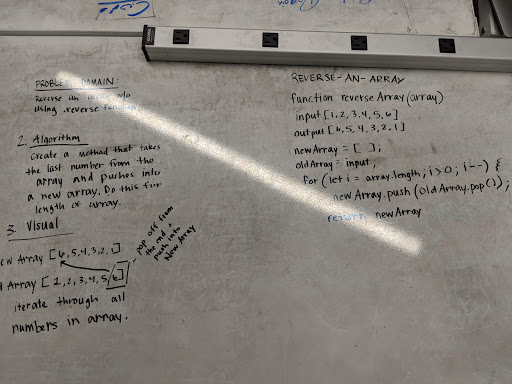 PROBLEM DOMAIN:
Reverse an
using .reverse function
2. Algorithm
Create a method that takes
the last number from the
array and pushes into
a new array. Do this for
length of array.
3. Visual
ew Array [6,5,4,3,2,1]
d Array [1,2,3,4,5,6]
pop off from
the end &
push into
New Array
iterate through all
numbers in array.
REVERSE-AN-ARRAY
function reverseArray(array)
input [1,2,3,4,5,6]
output [6,5,4,3,2,1]
newArray = [ ];
oldArray = input,
for (let i = array.length; i>0; i--) {
newArray.push(oldArray.pop());
return newArray